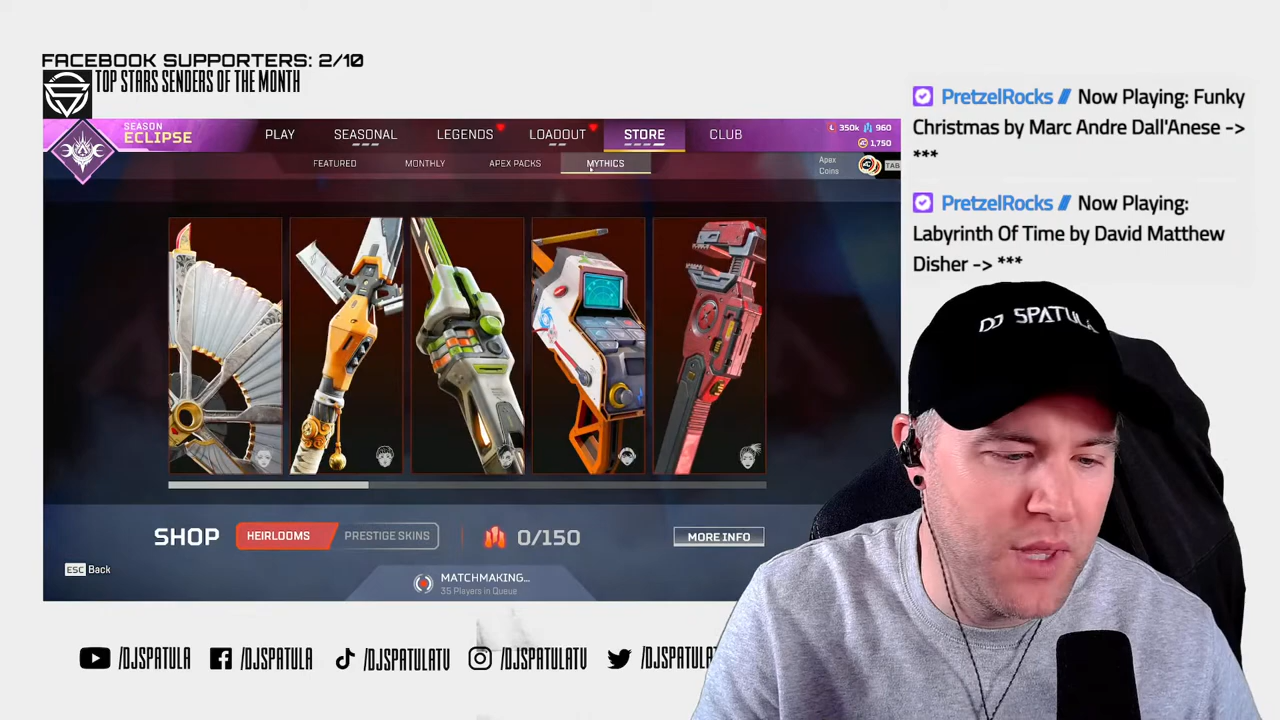 FACEBOOK SUPPORTERS: 2/10
TOP STARS SENDERS OF THE MONTH
SEASON
ECLIPSE
PLAY
SEASONAL
LEGENDS
LOADOUT
STORE
CLUB
350k
960
1,750
FEATURED
MONTHLY
APEX PACKS
MYTHICS
Apex
Coins
TAB
PretzelRocks // Now Playing: Funky
Christmas by Marc Andre Dall'Anese ->
***
PretzelRocks // Now Playing:
Labyrinth Of Time by David Matthew
Disher -> ***
DJ SPATULA
SHOP
HEIRLOOMS
PRESTIGE SKINS
0/150
MORE INFO
ESC Back
MATCHMAKING...
35 Players in Queue
/DJSPATULA
/DJSPATULA
/DJSPATULATV
/DJSPATULATV
/DJSPATULA